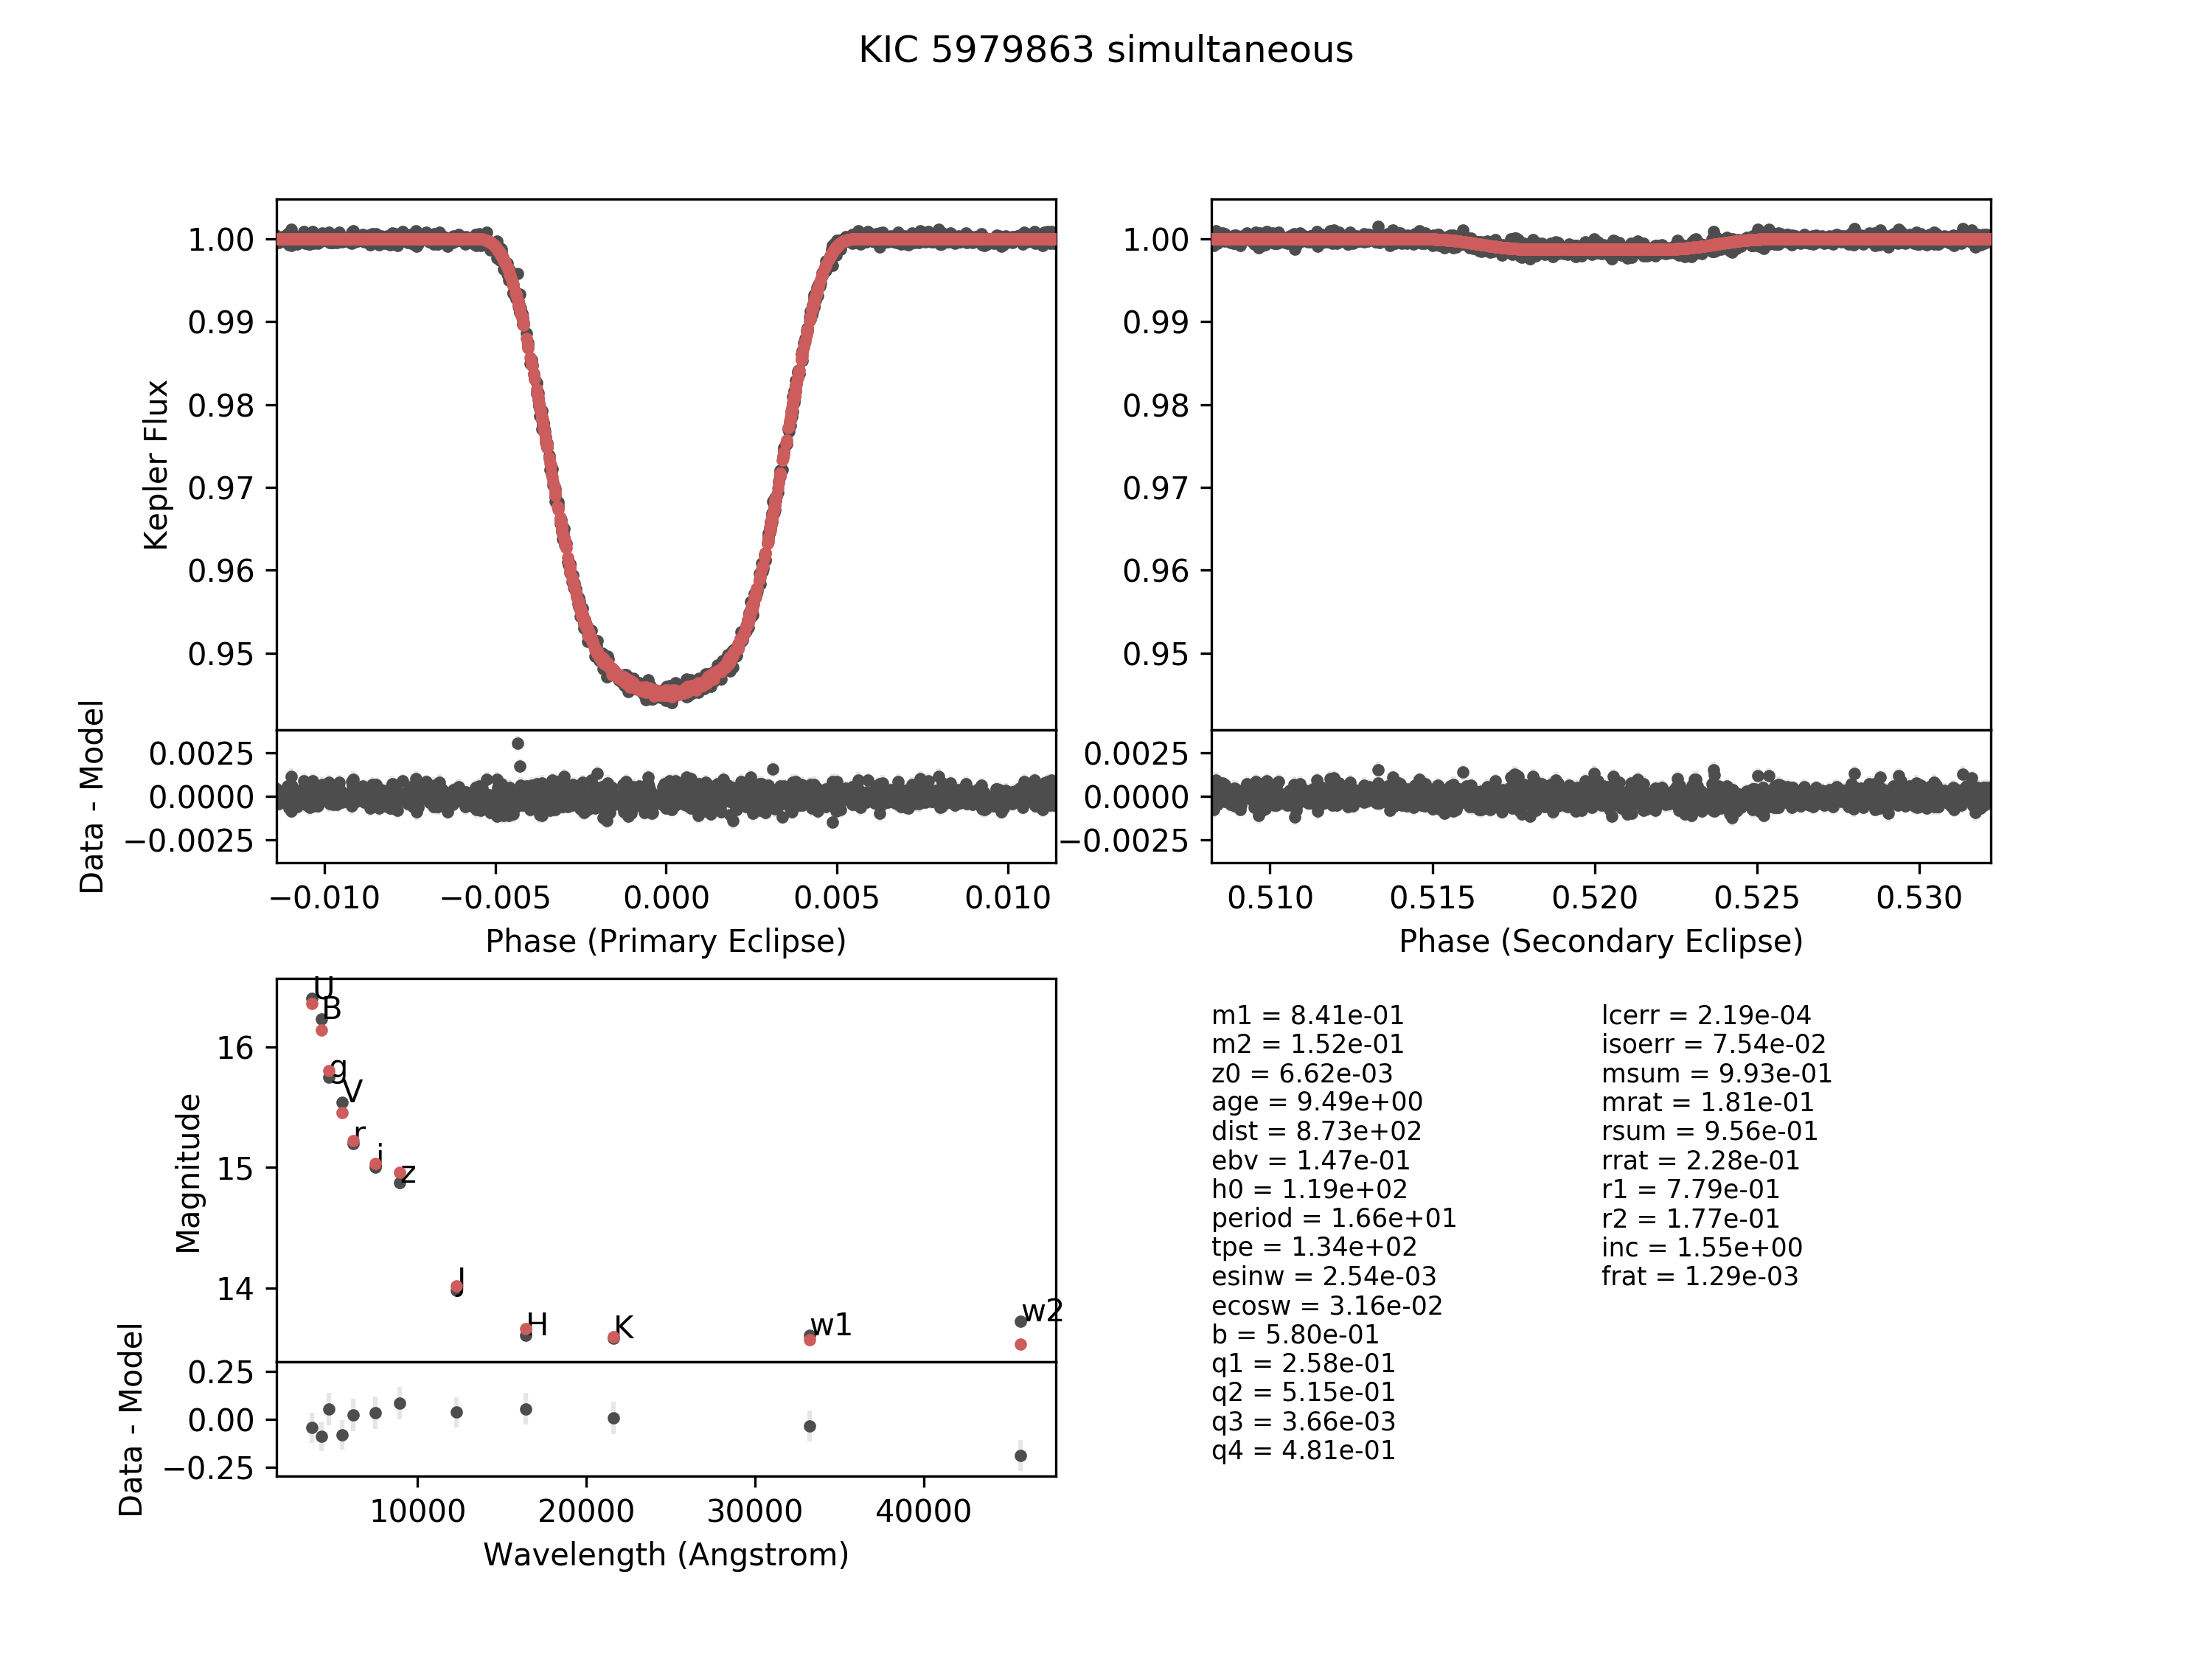 KIC 5979863 simultaneous
Kepler Flux
1.00
0.99
0.98
0.97
0.96
0.95
Data - Model
0.0025
0.0000
−0.0025
−0.010
−0.005
0.000
0.005
0.010
Phase (Primary Eclipse)
1.00
0.99
0.98
0.97
0.96
0.95
0.0025
0.0000
−0.0025
0.510
0.515
0.520
0.525
0.530
Phase (Secondary Eclipse)
Magnitude
16
15
14
U
B
g
V
r
i
z
J
H
K
w1
w2
Data - Model
0.25
0.00
−0.25
10000
20000
30000
40000
Wavelength (Angstrom)
m1 = 8.41e-01
m2 = 1.52e-01
z0 = 6.62e-03
age = 9.49e+00
dist = 8.73e+02
ebv = 1.47e-01
h0 = 1.19e+02
period = 1.66e+01
tpe = 1.34e+02
esinw = 2.54e-03
ecosw = 3.16e-02
b = 5.80e-01
q1 = 2.58e-01
q2 = 5.15e-01
q3 = 3.66e-03
q4 = 4.81e-01
lcerr = 2.19e-04
isoerr = 7.54e-02
msum = 9.93e-01
mrat = 1.81e-01
rsum = 9.56e-01
rrat = 2.28e-01
r1 = 7.79e-01
r2 = 1.77e-01
inc = 1.55e+00
frat = 1.29e-03